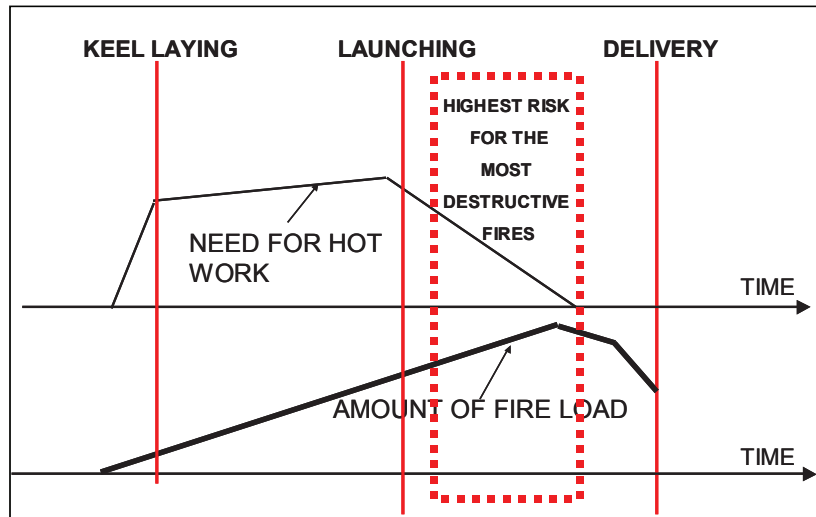 KEEL LAYING
LAUNCHING
DELIVERY
HIGHEST RISK
FOR THE
MOST
DESTRUCTIVE
FIRES
NEED FOR HOT
WORK
TIME
AMOUNT OF FIRE LOAD
TIME